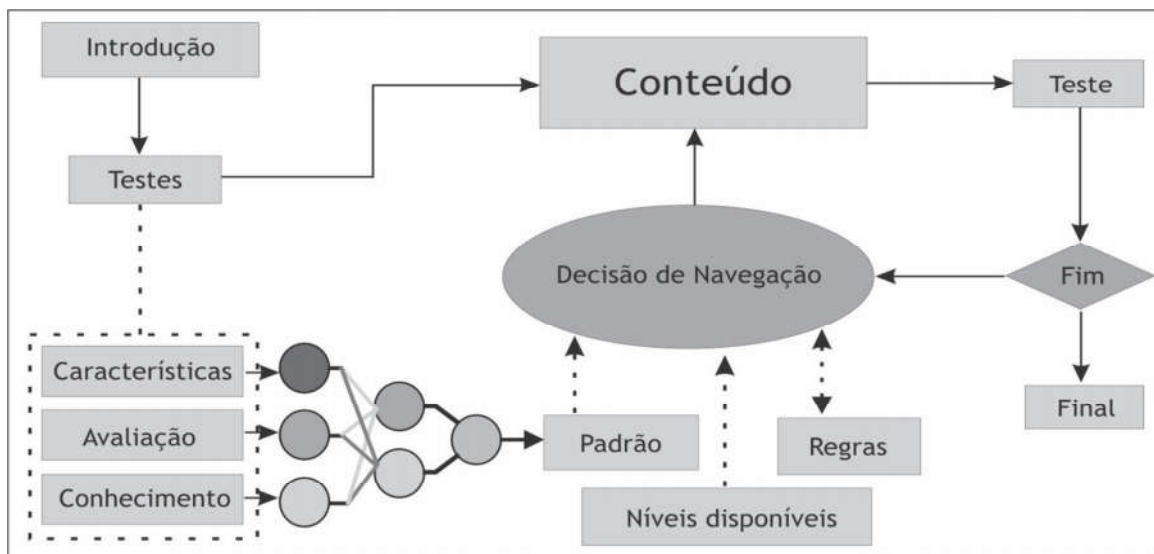 Introdução
Conteúdo
Teste
Testes
Decisão de Navegação
Fim
Características
Avaliação
Conhecimento
Padrão
Regras
Final
Níveis disponíveis